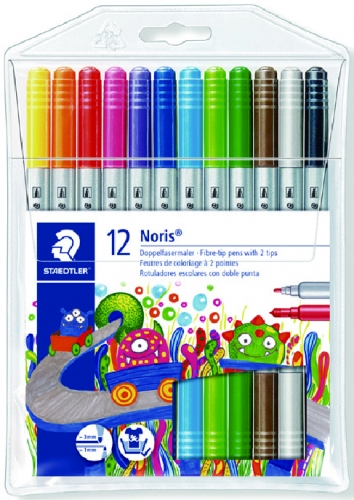 12 Noris®
Doppelfasermaler · Fibre-tip pens with 2 tips
Feutres de coloriage à 2 pointes
Rotuladores escolares con doble punta
STAEDTLER
~ 3mm
~ 1mm